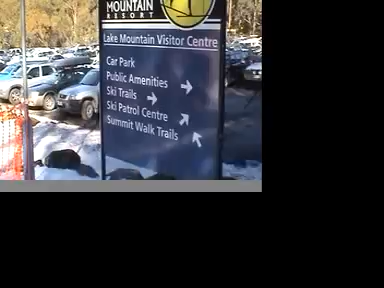 MOUNTAIN
RESORT
Lake Mountain Visitor Centre
Car Park
Public Amenities
Ski Trails
Ski Patrol Centre
Summit Walk Trails